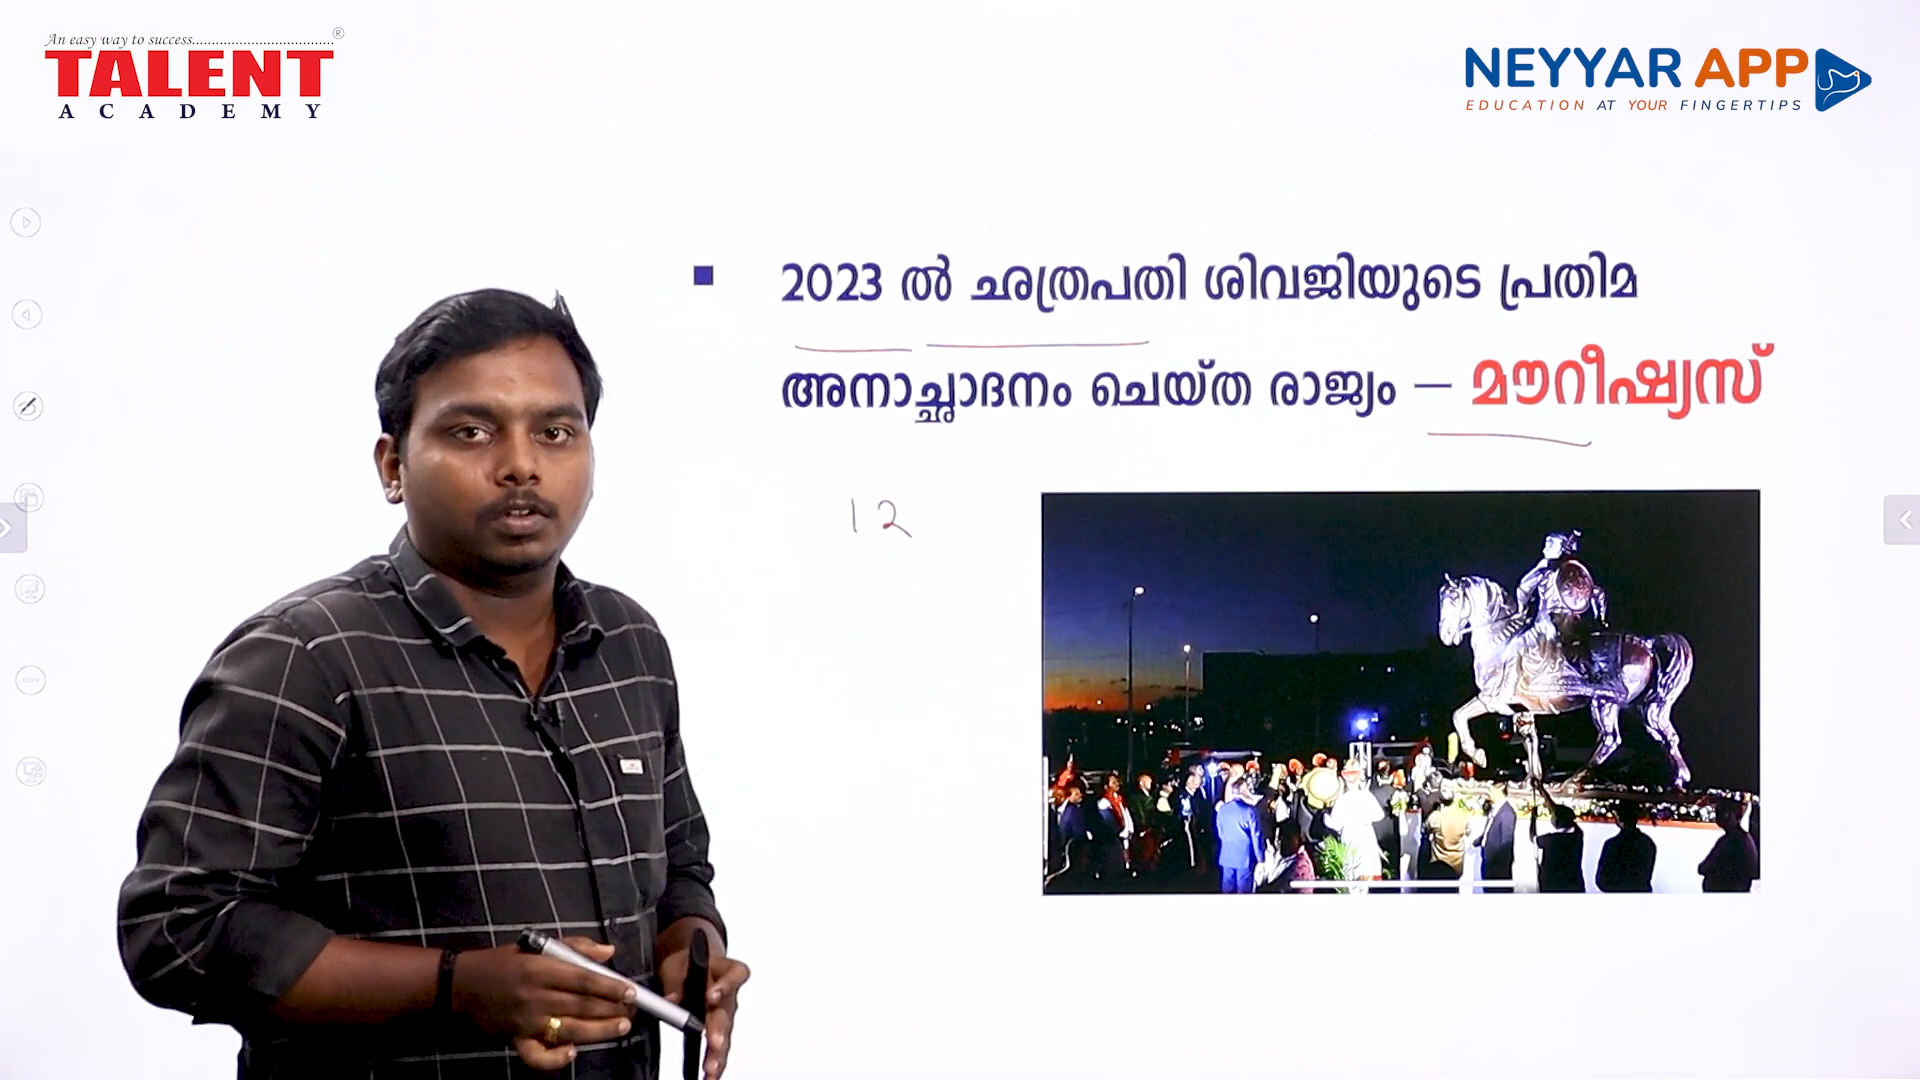 An easy way to success....................................®
TALENT
ACADEMY
NEYYAR APP
EDUCATION AT YOUR FINGERTIPS
■ 2023 ൽ ഛത്രപതി ശിവജിയുടെ പ്രതിമ
അനാച്ഛാദനം ചെയ്ത രാജ്യം – മൗറീഷ്യസ്
12